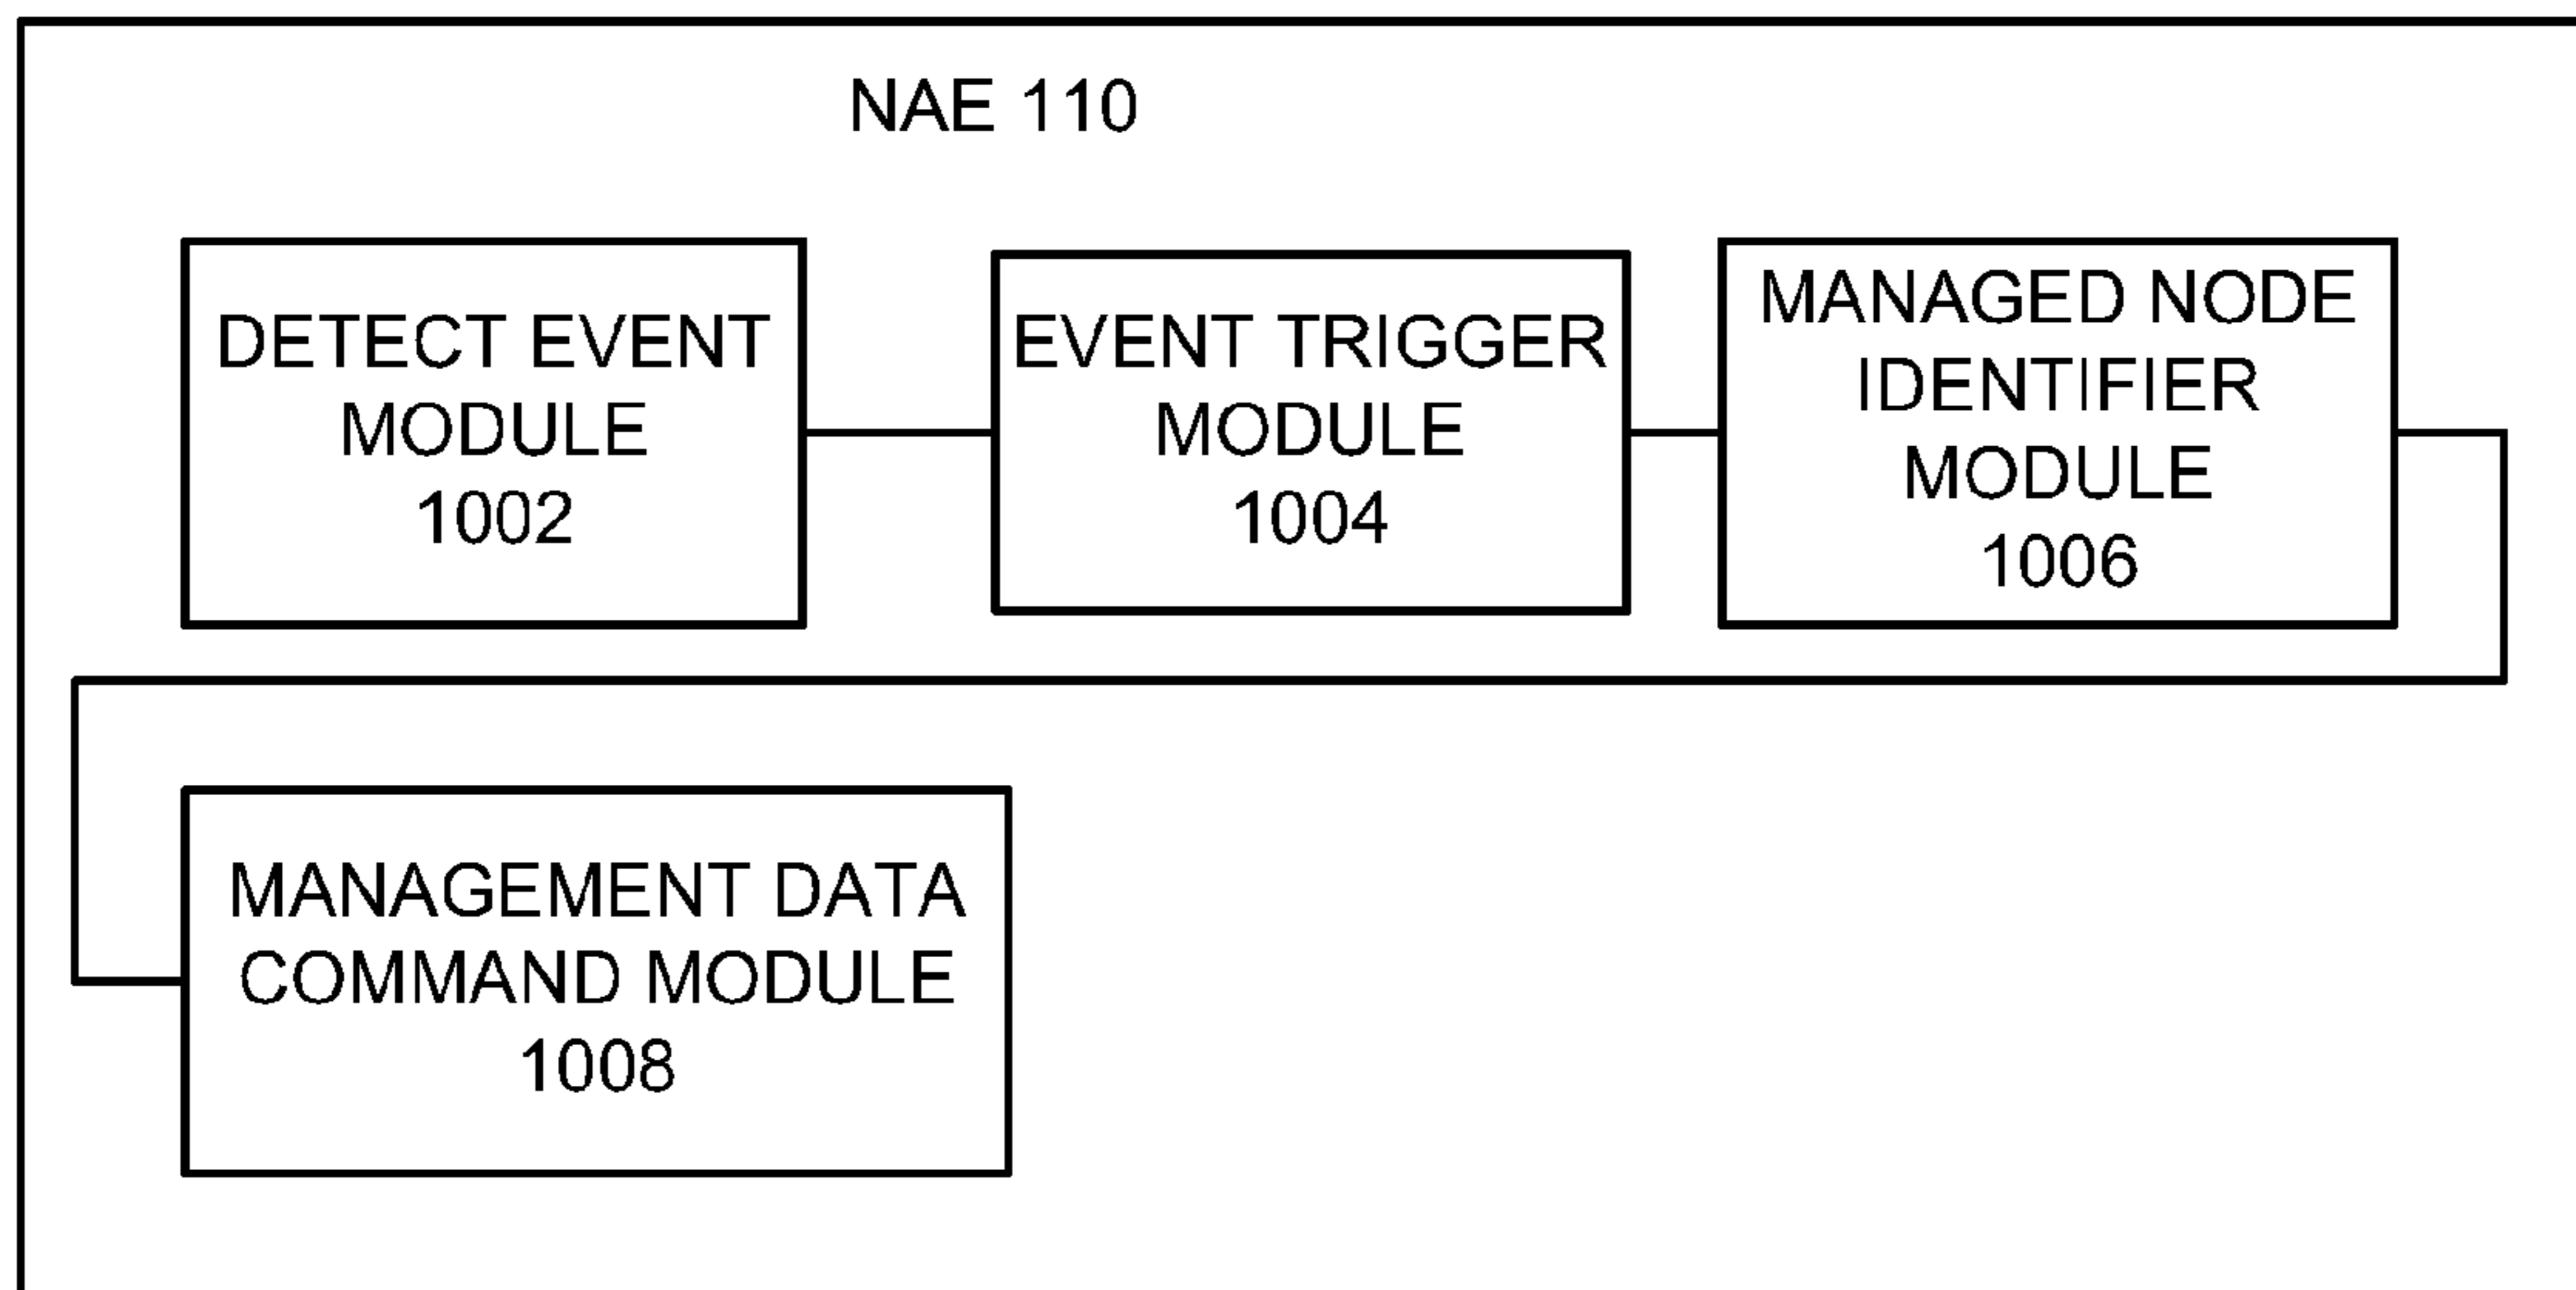 NAE 110
DETECT EVENT
MODULE
1002
EVENT TRIGGER
MODULE
1004
MANAGED NODE
IDENTIFIER
MODULE
1006
MANAGEMENT DATA
COMMAND MODULE
1008